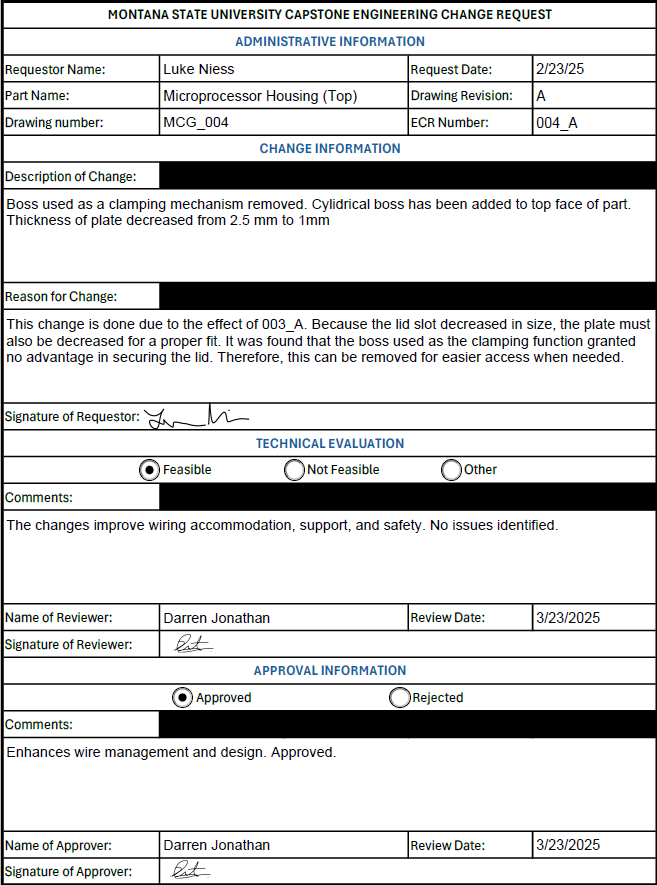 MONTANA STATE UNIVERSITY CAPSTONE ENGINEERING CHANGE REQUEST
ADMINISTRATIVE INFORMATION
Requestor Name: Luke Niess Request Date: 2/23/25
Part Name: Microprocessor Housing (Top) Drawing Revision: A
Drawing number: MCG_004 ECR Number: 004_A
CHANGE INFORMATION
Description of Change:
Boss used as a clamping mechanism removed. Cylidrical boss has been added to top face of part.
Thickness of plate decreased from 2.5 mm to 1mm
Reason for Change:
This change is done due to the effect of 003_A. Because the lid slot decreased in size, the plate must
also be decreased for a proper fit. It was found that the boss used as the clamping function granted
no advantage in securing the lid. Therefore, this can be removed for easier access when needed.
Signature of Requestor:
TECHNICAL EVALUATION
Feasible Not Feasible Other
Comments:
The changes improve wiring accommodation, support, and safety. No issues identified.
Name of Reviewer: Darren Jonathan Review Date: 3/23/2025
Signature of Reviewer:
APPROVAL INFORMATION
Approved Rejected
Comments:
Enhances wire management and design. Approved.
Name of Approver: Darren Jonathan Review Date: 3/23/2025
Signature of Approver: